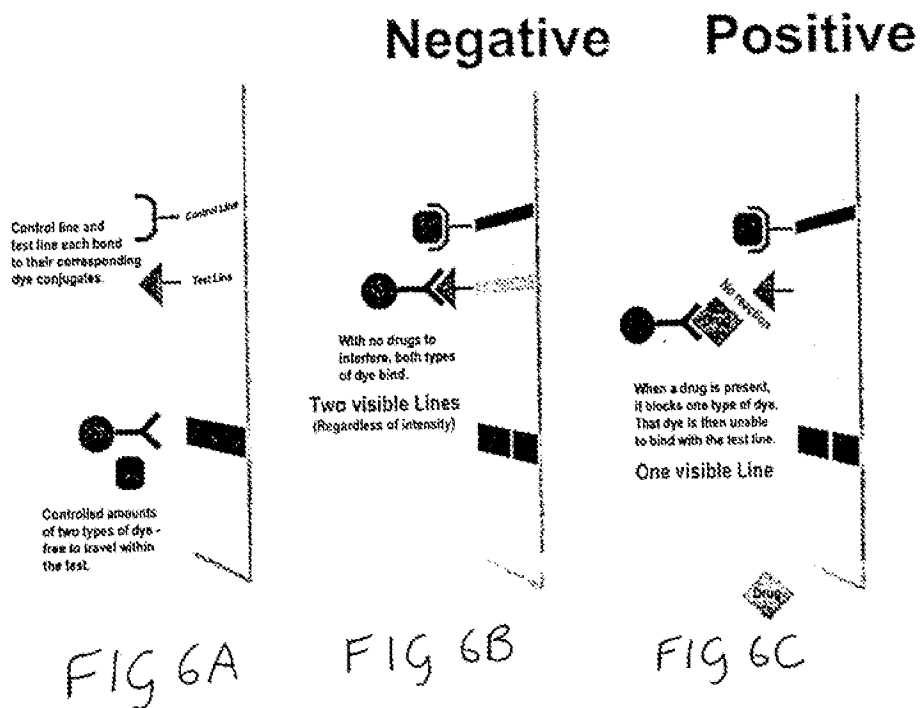 Negative
Positive
Control line and
test line each bond
to their corresponding
dye conjugates.
Control Line
Test Line
Controlled amounts
of two types of dye -
free to travel within
the test.
With no drugs to
interfere, both types
of dye bind.
Two visible Lines
(Regardless of intensity)
No reaction
When a drug is present,
it blocks one type of dye.
That dye is then unable
to bind with the test line.
One visible Line
Drug
FIG 6A
FIG 6B
FIG 6C